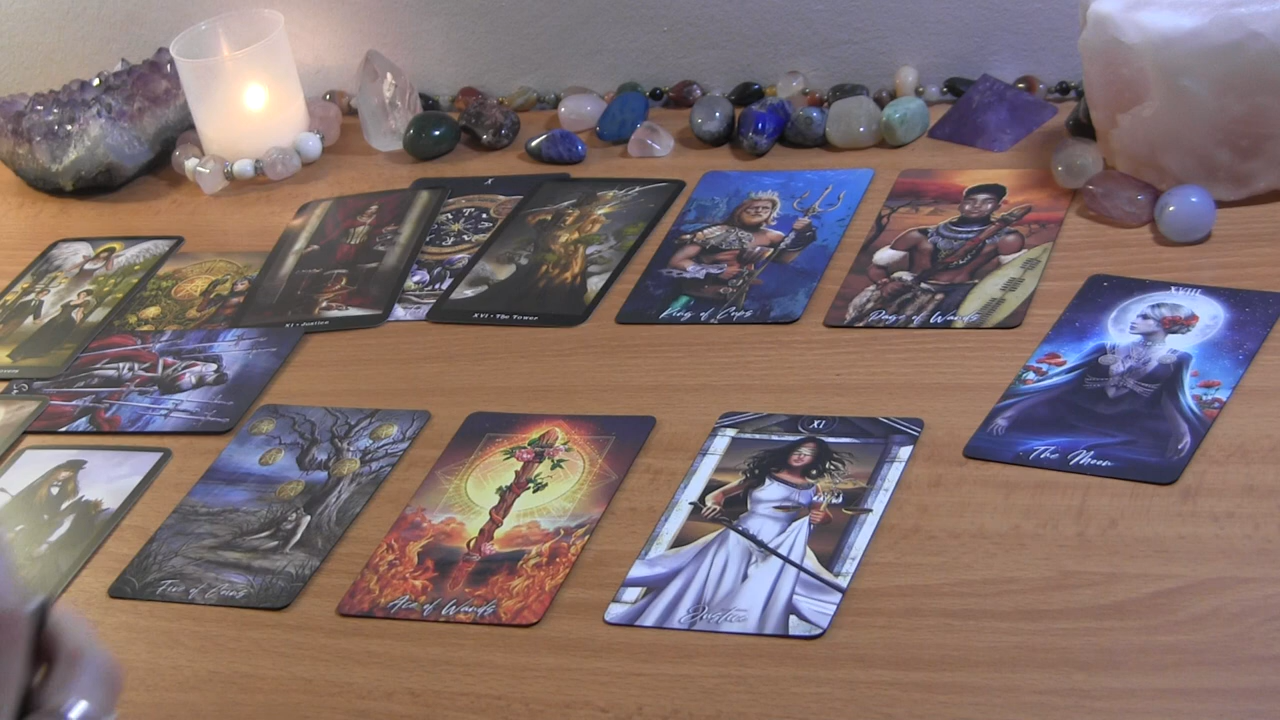 X
XI • Justice
XVI • The Tower
King of Cups
Page of Wands
XVIII
The Moon
Five of Coins
Ace of Wands
XI
Justice